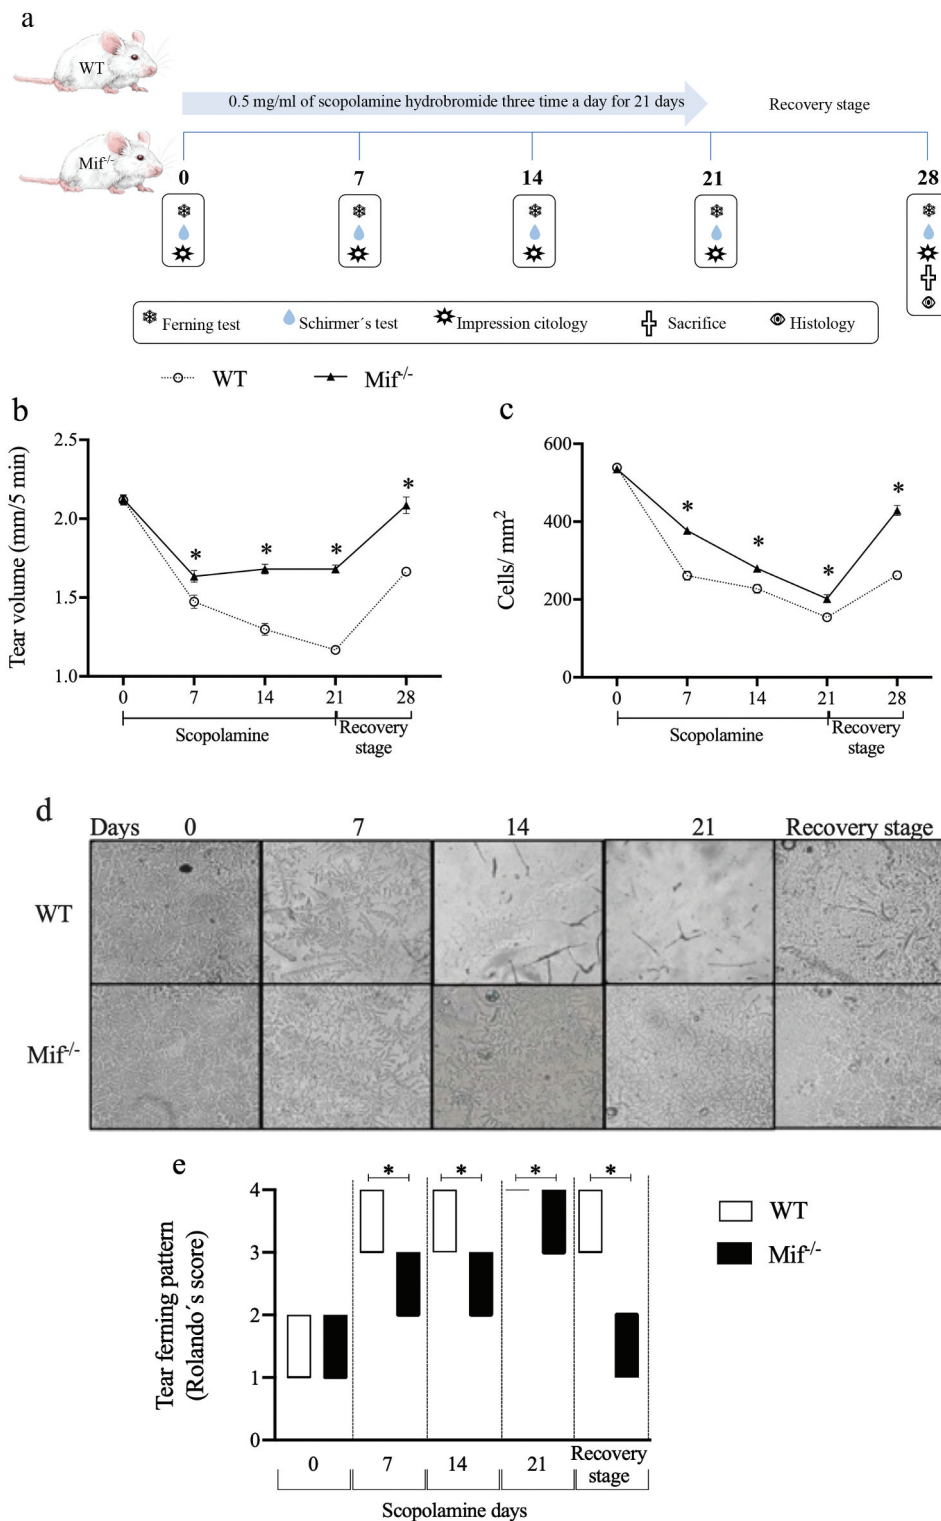 a
WT
Mif-/-
0.5 mg/ml of scopolamine hydrobromide three time a day for 21 days
Recovery stage
0 7 14 21 28
Ferning test Schirmer´s test Impression citology Sacrifice Histology
WT Mif-/-
b
Tear volume (mm/5 min)
2.5
2.0
1.5
1.0
* * * *
0 7 14 21 28
Scopolamine Recovery stage
c
Cells/ mm2
600
400
200
0
* * * *
0 7 14 21 28
Scopolamine Recovery stage
d
Days 0 7 14 21 Recovery stage
WT
Mif-/-
e
Tear ferning pattern
(Rolando´s score)
4
3
2
1
0
* * * *
0 7 14 21 Recovery stage
Scopolamine days
WT
Mif-/-